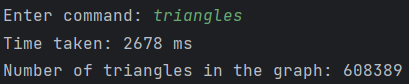 Enter command: triangles
Time taken: 2678 ms
Number of triangles in the graph: 608389